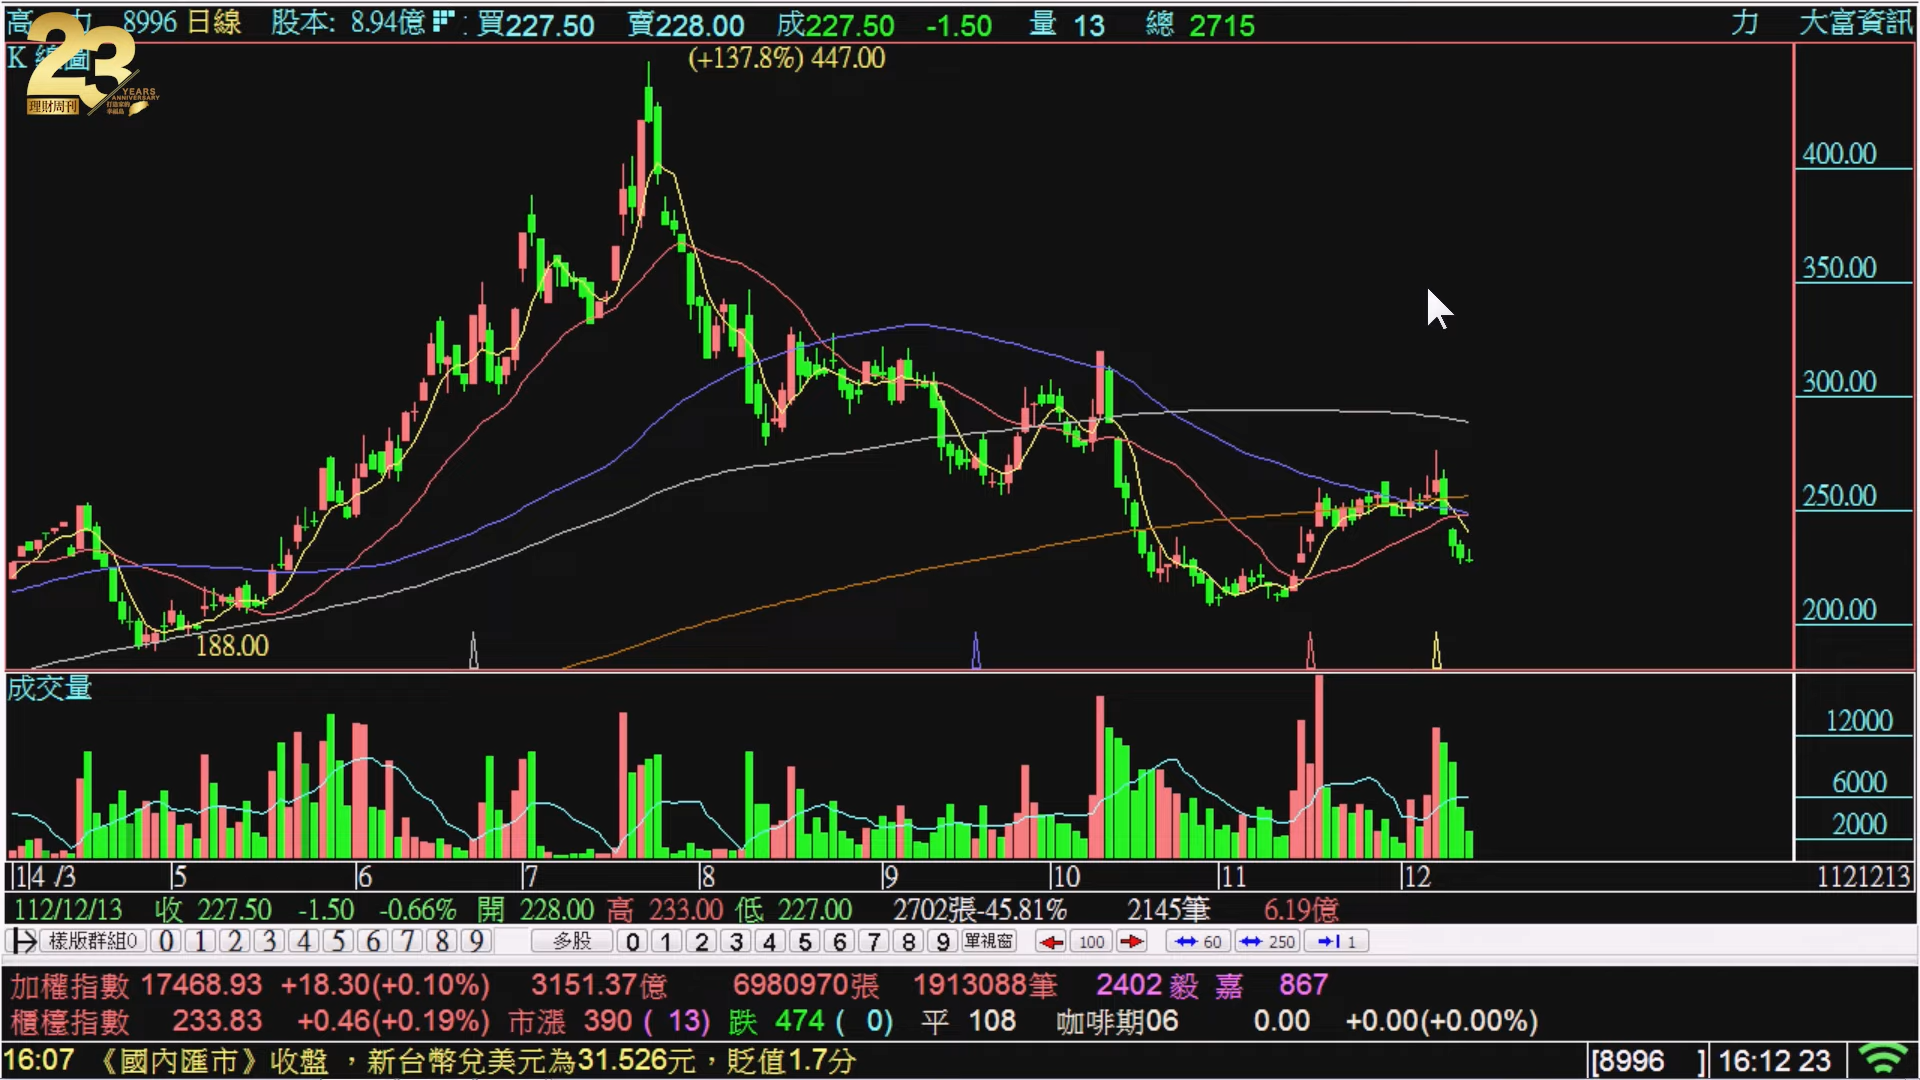 高 力 8996 日線 股本: 8.94億 : 買227.50 賣228.00 成227.50 -1.50 量 13 總 2715 力 大富資訊
K 線圖
23
YEARS
ANNIVERSARY
理財周刊
(+137.8%) 447.00
400.00
350.00
300.00
250.00
200.00
188.00
成交量
12000
6000
2000
14 /3 5 6 7 8 9 10 11 12 1121213
112/12/13 收 227.50 -1.50 -0.66% 開 228.00 高 233.00 低 227.00 2702張-45.81% 2145筆 6.19億
樣版群組0 0 1 2 3 4 5 6 7 8 9 多股 0 1 2 3 4 5 6 7 8 9 單視窗 100 60 250 1
加權指數 17468.93 +18.30(+0.10%) 3151.37億 6980970張 1913088筆 2402 毅 嘉 867
櫃檯指數 233.83 +0.46(+0.19%) 市漲 390 ( 13) 跌 474 ( 0) 平 108 咖啡期06 0.00 +0.00(+0.00%)
16:07 《國內匯市》收盤,新台幣兌美元為31.526元,貶值1.7分 [8996 ] 16:12 23